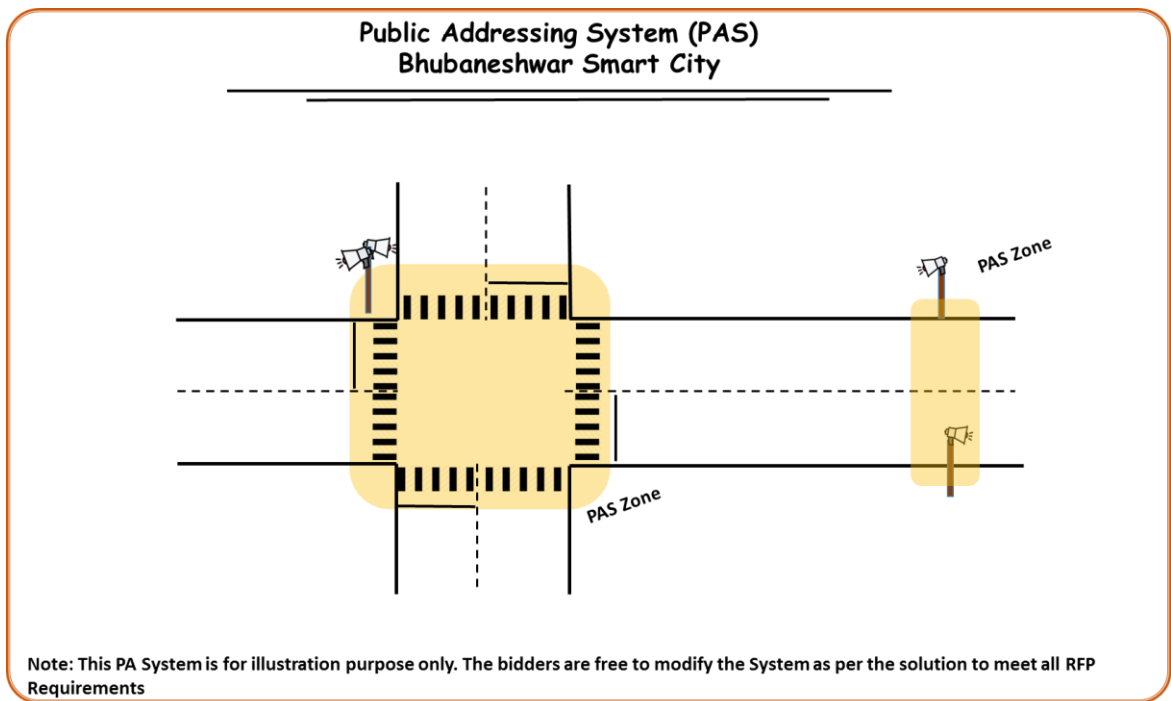 Public Addressing System (PAS)
Bhubaneshwar Smart City
PAS Zone
PAS Zone
Note: This PA System is for illustration purpose only. The bidders are free to modify the System as per the solution to meet all RFP
Requirements